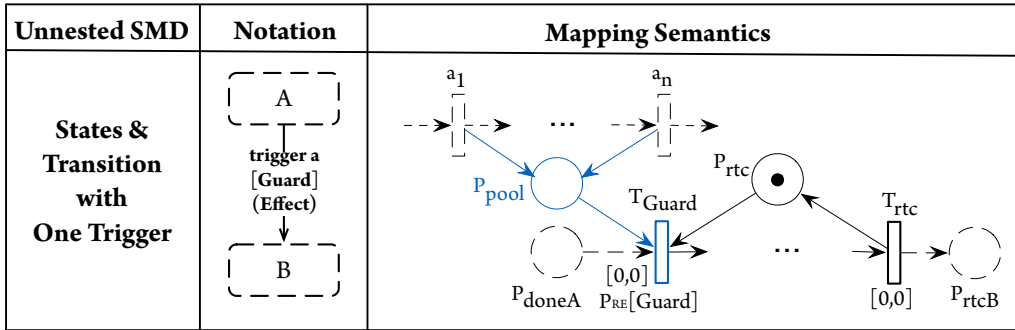 Unnested SMD Notation Mapping Semantics
States &
Transition
with
One Trigger
A
trigger a
[Guard]
(Effect)
B
a1 an
... 
Ppool Prtc
TGuard Trtc
...
[0,0]
PdoneA PRE[Guard] [0,0] PrtcB